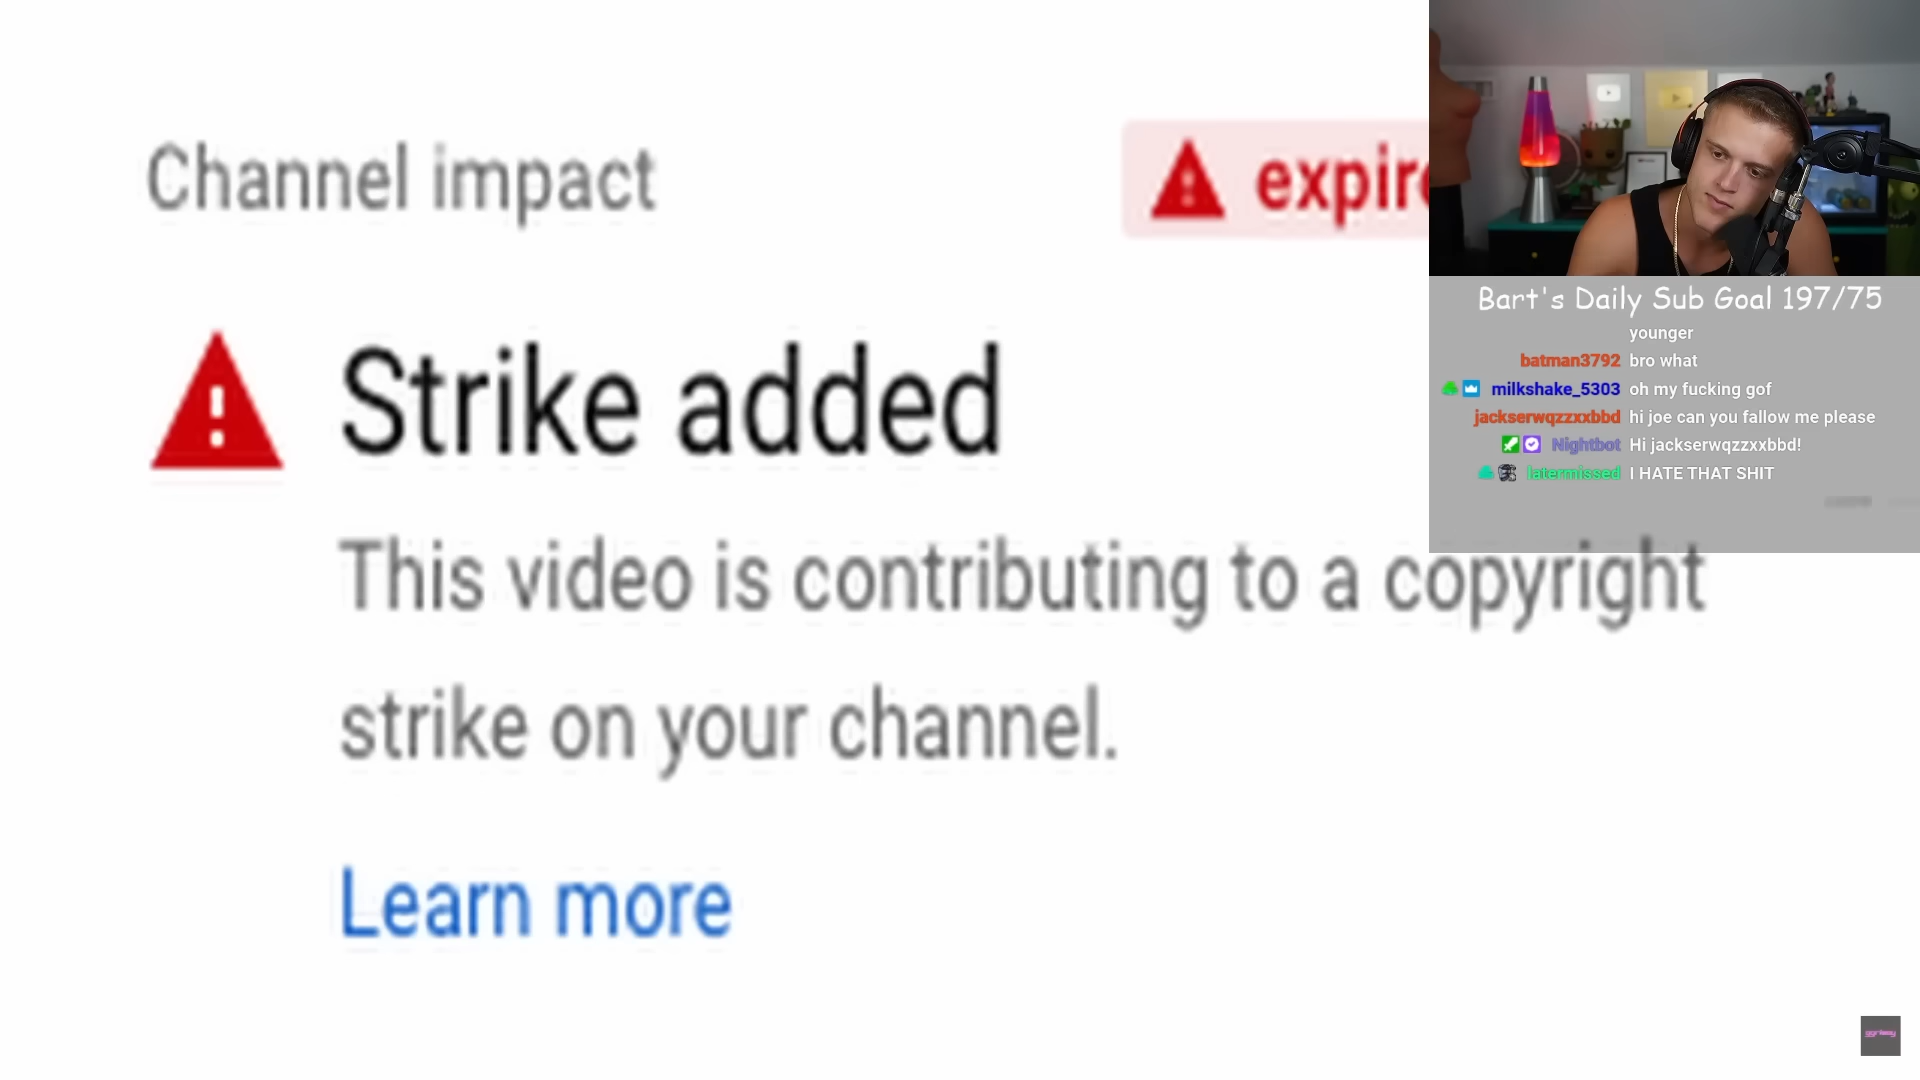 Channel impact
expire
Strike added
This video is contributing to a copyright
strike on your channel.
Learn more
Bart's Daily Sub Goal 197/75
younger
batman3792 bro what
milkshake_5303 oh my fucking gof
jackserwqzzxxbbd hi joe can you fallow me please
Nightbot Hi jackserwqzzxxbbd!
latermissed I HATE THAT SHIT